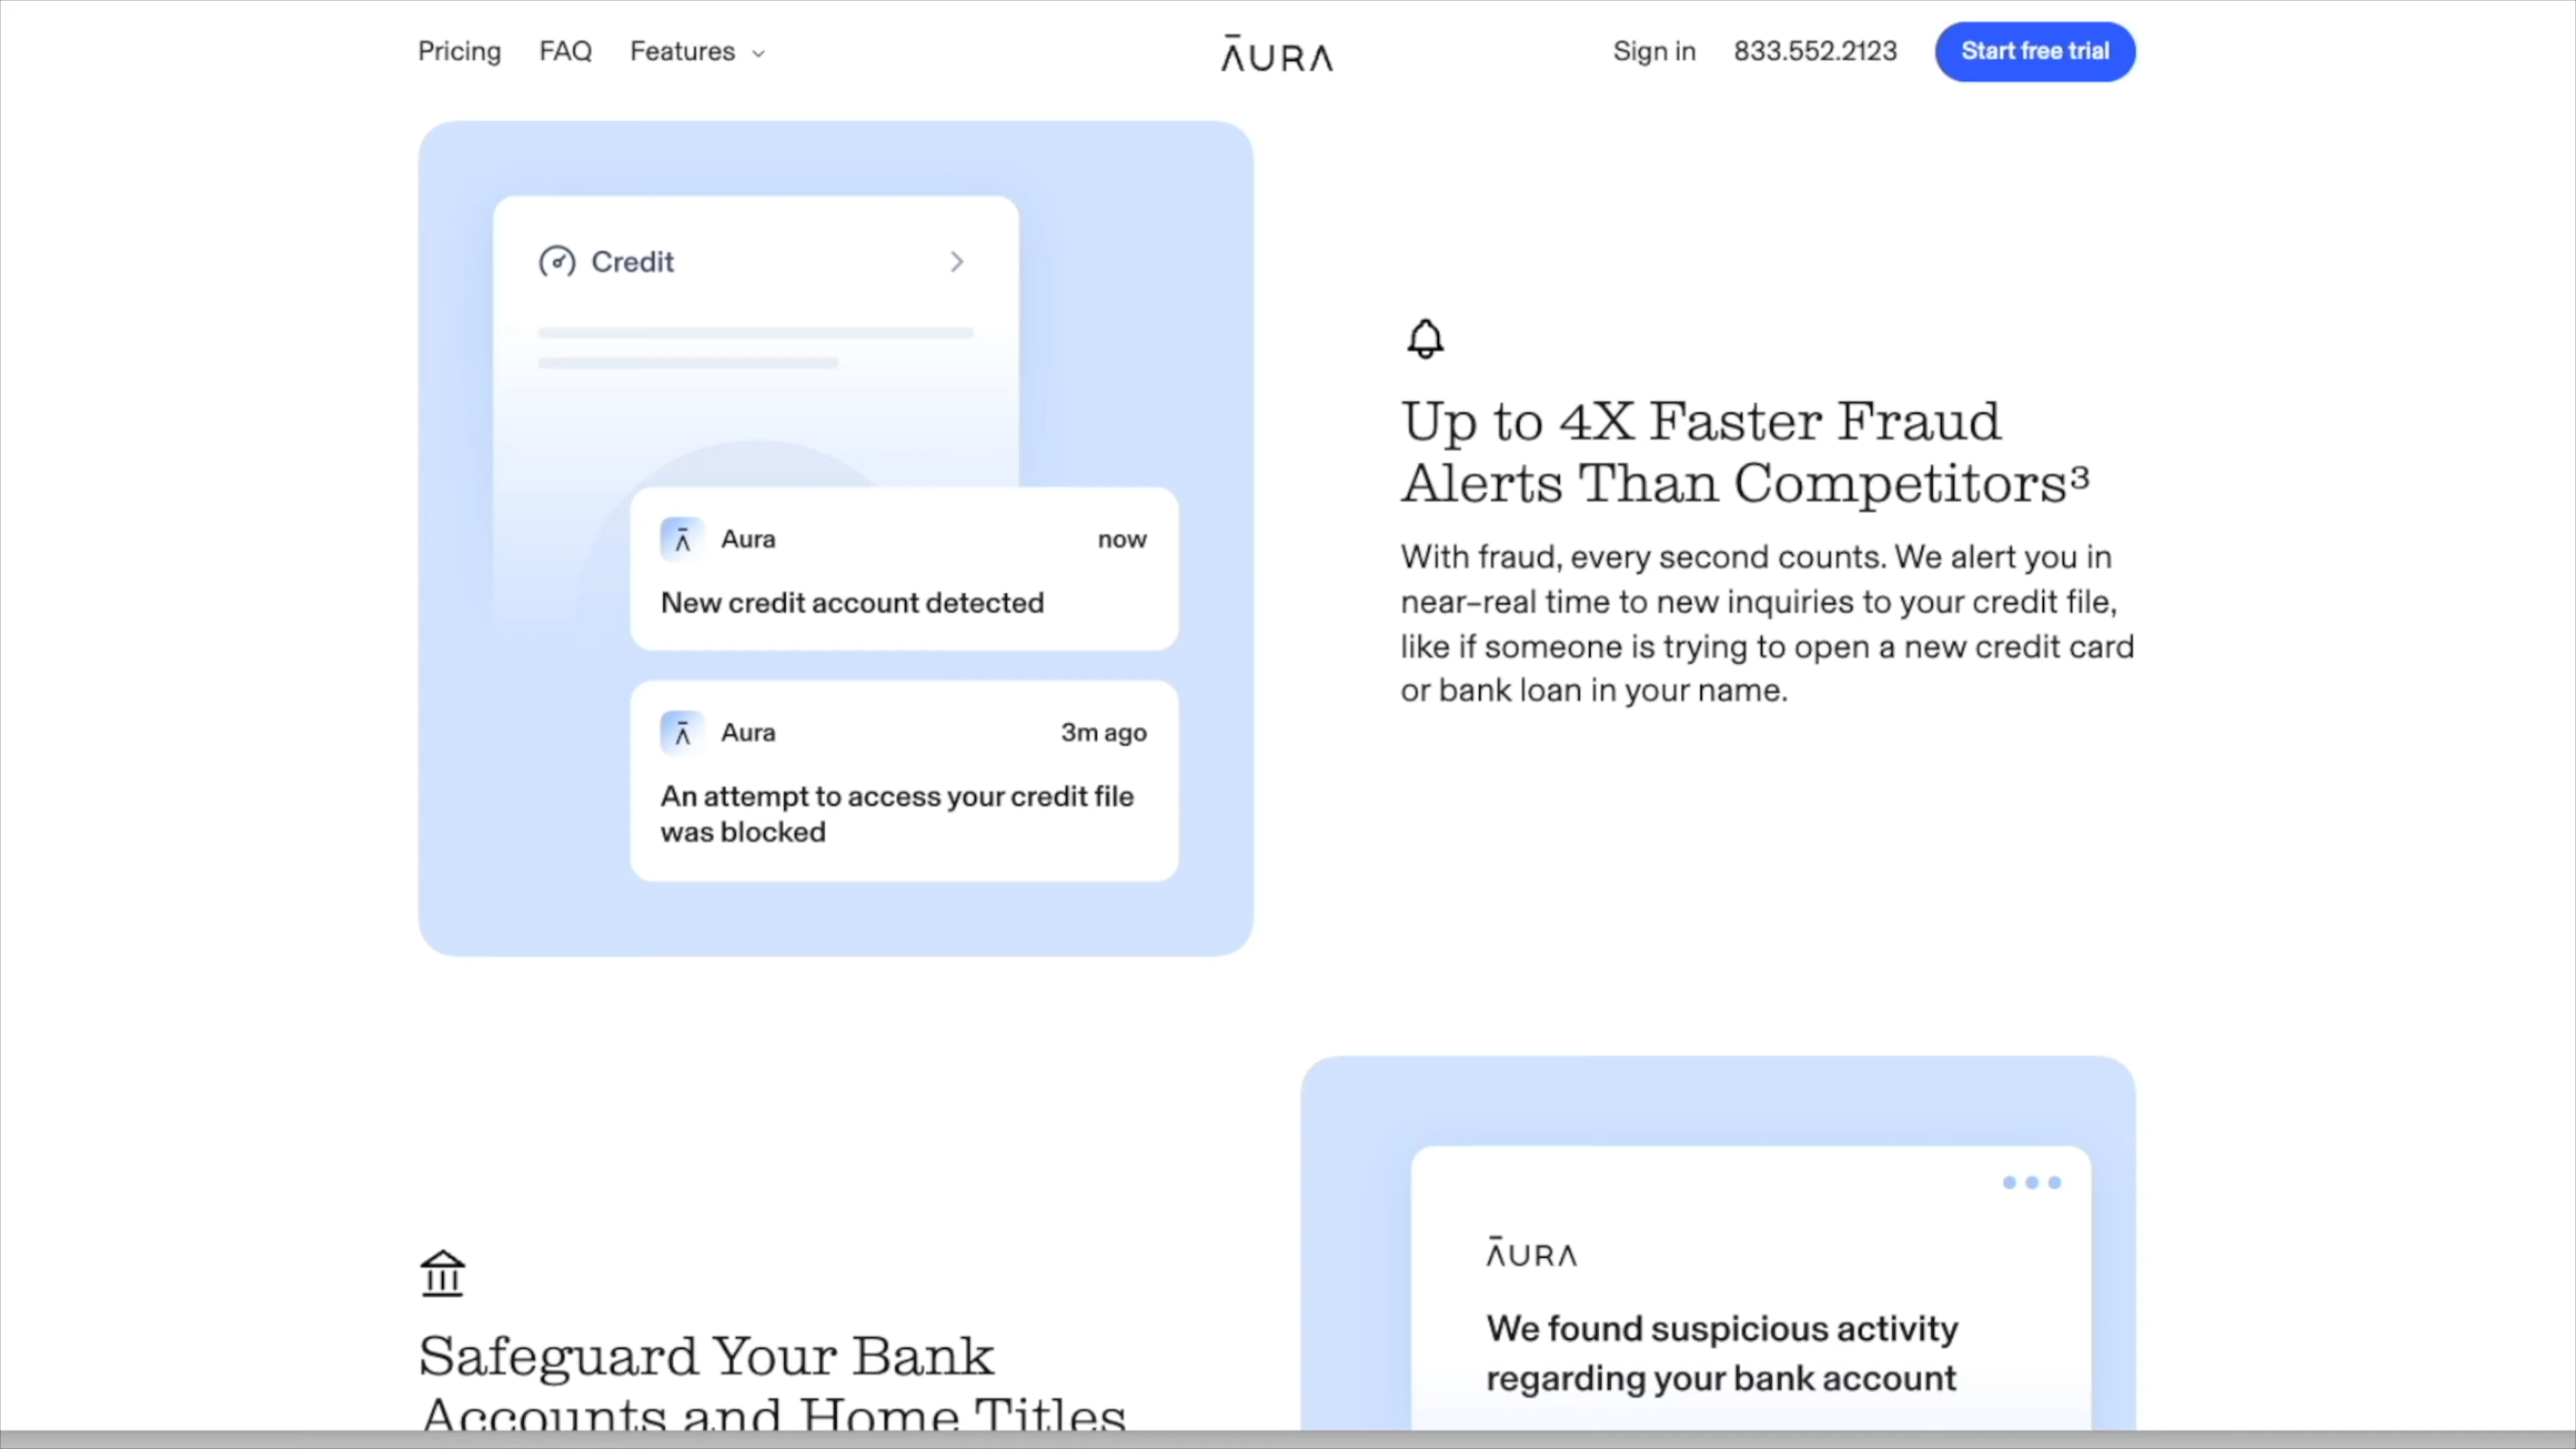 Pricing FAQ Features
ĀURA
Sign in 833.552.2123 Start free trial
Credit
Aura now
New credit account detected
Aura 3m ago
An attempt to access your credit file
was blocked
Up to 4X Faster Fraud
Alerts Than Competitors³
With fraud, every second counts. We alert you in
near-real time to new inquiries to your credit file,
like if someone is trying to open a new credit card
or bank loan in your name.
Safeguard Your Bank
Accounts and Home Titles
ĀURA
We found suspicious activity
regarding your bank account